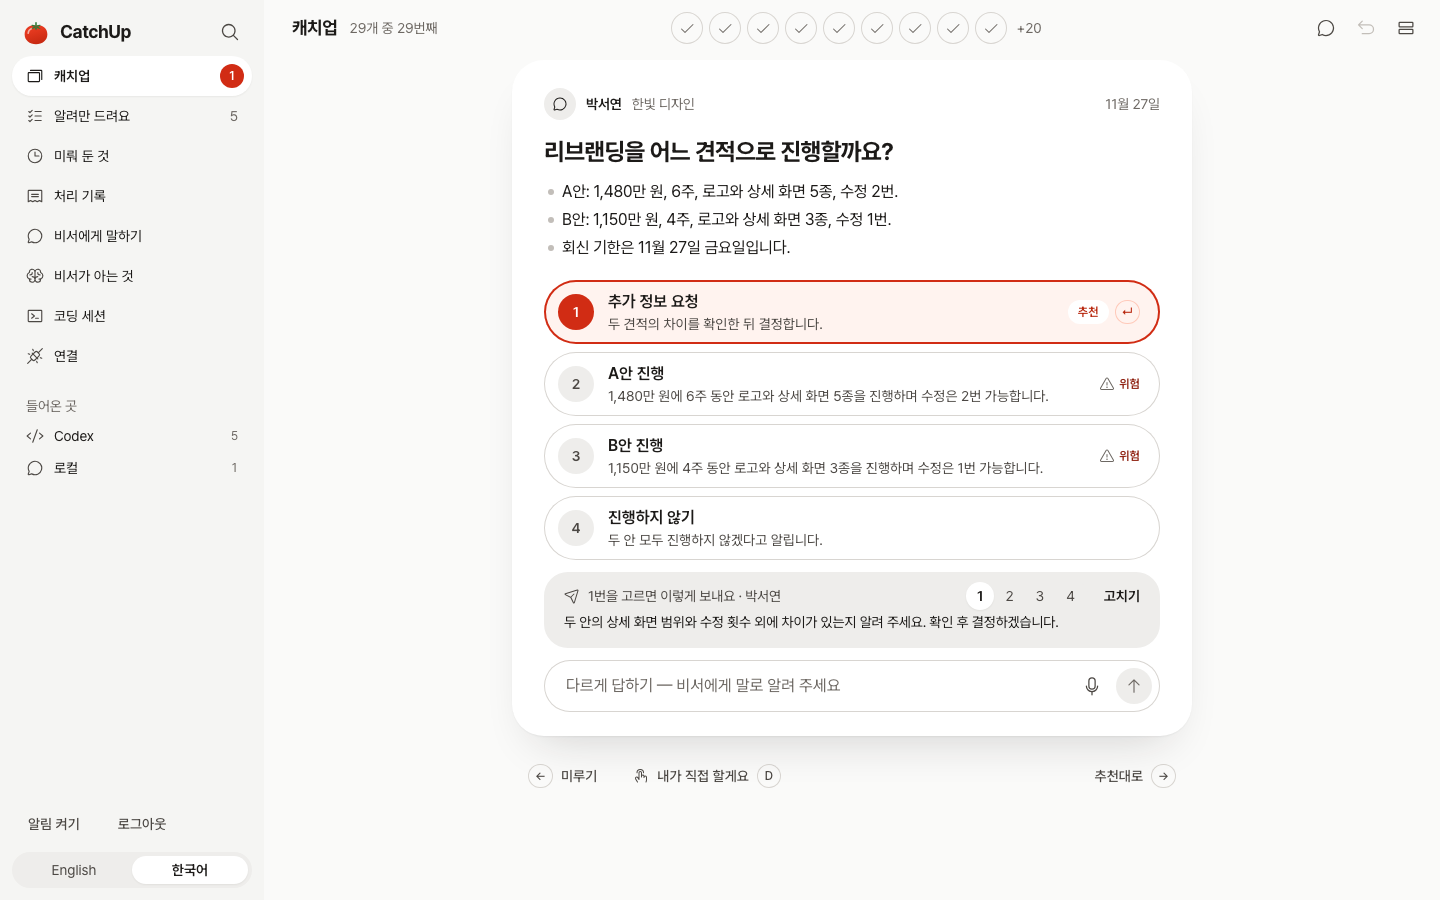 CatchUp
캐치업
1
알려만 드려요
5
미뤄 둔 것
처리 기록
비서에게 말하기
비서가 아는 것
코딩 세션
연결
들어온 곳
Codex
5
로컬
1
알림 켜기
로그아웃
English
한국어
캐치업 29개 중 29번째
+20
박서연 한빛 디자인
11월 27일
리브랜딩을 어느 견적으로 진행할까요?
A안: 1,480만 원, 6주, 로고와 상세 화면 5종, 수정 2번.
B안: 1,150만 원, 4주, 로고와 상세 화면 3종, 수정 1번.
회신 기한은 11월 27일 금요일입니다.
1
추가 정보 요청
두 견적의 차이를 확인한 뒤 결정합니다.
추천
2
A안 진행
1,480만 원에 6주 동안 로고와 상세 화면 5종을 진행하며 수정은 2번 가능합니다.
위험
3
B안 진행
1,150만 원에 4주 동안 로고와 상세 화면 3종을 진행하며 수정은 1번 가능합니다.
위험
4
진행하지 않기
두 안 모두 진행하지 않겠다고 알립니다.
1번을 고르면 이렇게 보내요 · 박서연
1 2 3 4 고치기
두 안의 상세 화면 범위와 수정 횟수 외에 차이가 있는지 알려 주세요. 확인 후 결정하겠습니다.
다르게 답하기 — 비서에게 말로 알려 주세요
미루기
내가 직접 할게요 D
추천대로